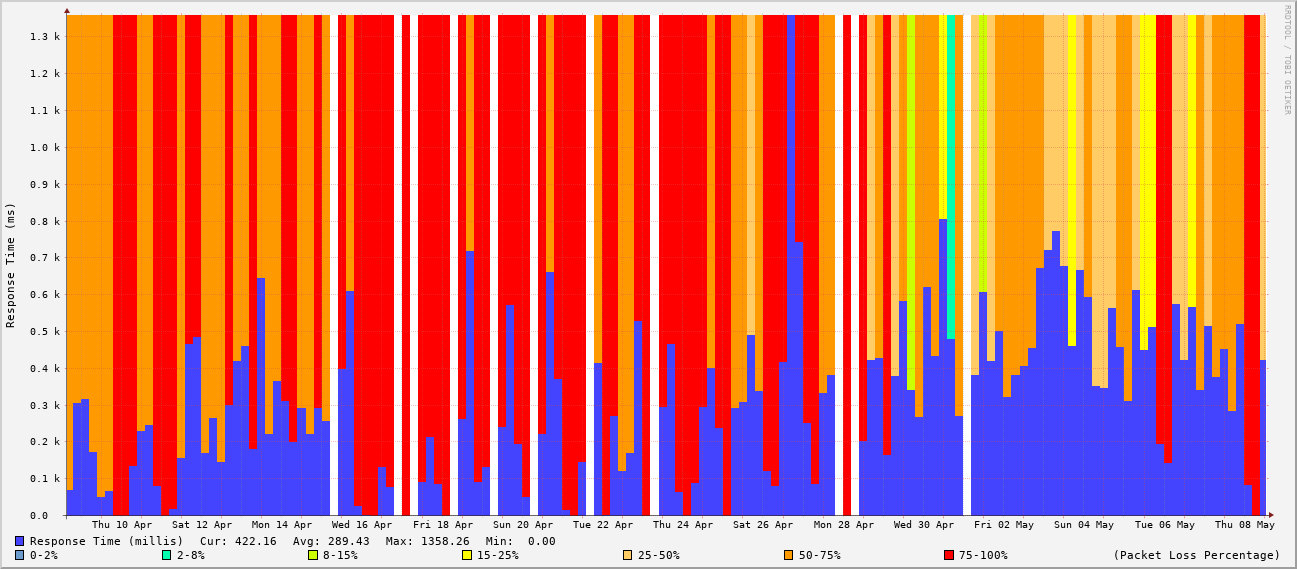 RRDTOOL / TOBI OETIKER
Response Time (ms)
1.3 k
1.2 k
1.1 k
1.0 k
0.9 k
0.8 k
0.7 k
0.6 k
0.5 k
0.4 k
0.3 k
0.2 k
0.1 k
0.0
Thu 10 Apr Sat 12 Apr Mon 14 Apr Wed 16 Apr Fri 18 Apr Sun 20 Apr Tue 22 Apr Thu 24 Apr Sat 26 Apr Mon 28 Apr Wed 30 Apr Fri 02 May Sun 04 May Tue 06 May Thu 08 May
Response Time (millis) Cur: 422.16 Avg: 289.43 Max: 1358.26 Min: 0.00
0-2% 2-8% 8-15% 15-25% 25-50% 50-75% 75-100% (Packet Loss Percentage)